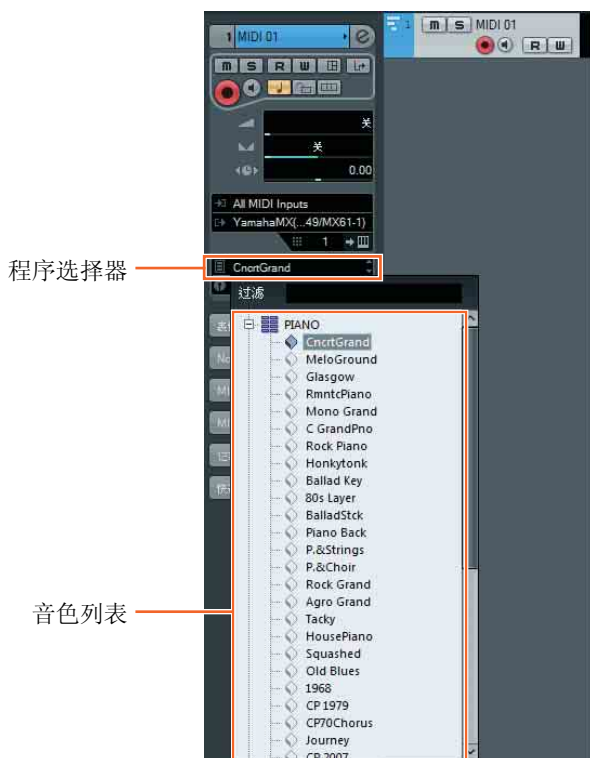 1 MIDI 01
m S R W
关
关
0.00
All MIDI Inputs
YamahaMX(...49/MX61-1)
1
1 m S MIDI 01
R W
程序选择器
CncrtGrand
过滤
PIANO
CncrtGrand
MeloGround
Glasgow
RmntcPiano
Mono Grand
C GrandPno
Rock Piano
Honkytonk
Ballad Key
80s Layer
BalladStck
Piano Back
P.&Strings
P.&Choir
Rock Grand
音色列表
Agro Grand
Tacky
HousePiano
Squashed
Old Blues
1968
CP 1979
CP70Chorus
Journey
CP 2007